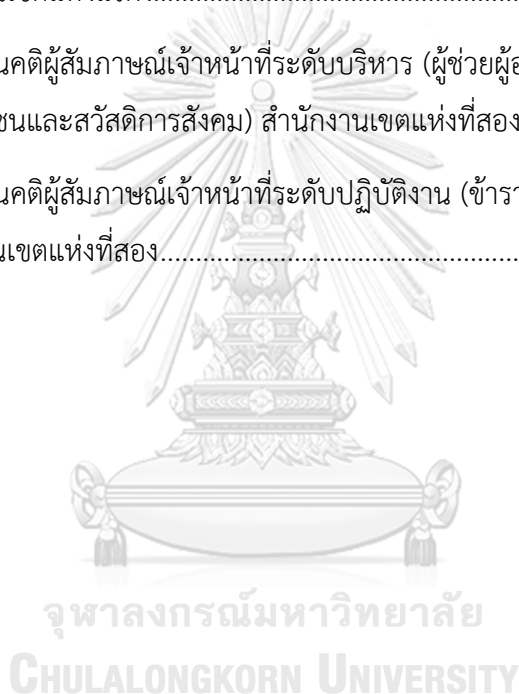 นคติผู้สัมภาษณ์เจ้าหน้าที่ระดับบริหาร (ผู้ช่วยผู้อ
ชนและสวัสดิการสังคม) สำนักงานเขตแห่งที่สอง
นคติผู้สัมภาษณ์เจ้าหน้าที่ระดับปฏิบัติงาน (ข้ารา
นเขตแห่งที่สอง..................................................
จุฬาลงกรณ์มหาวิทยาลัย
CHULALONGKORN UNIVERSITY